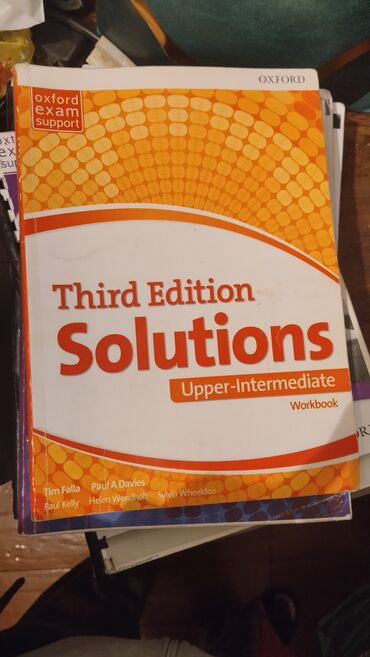 OXFORD
oxford
exam
support
Third Edition
Solutions
Upper-Intermediate
Workbook
Tim Falla Paul A Davies
Paul Kelly Helen Wendholt Sylvia Wheeldon